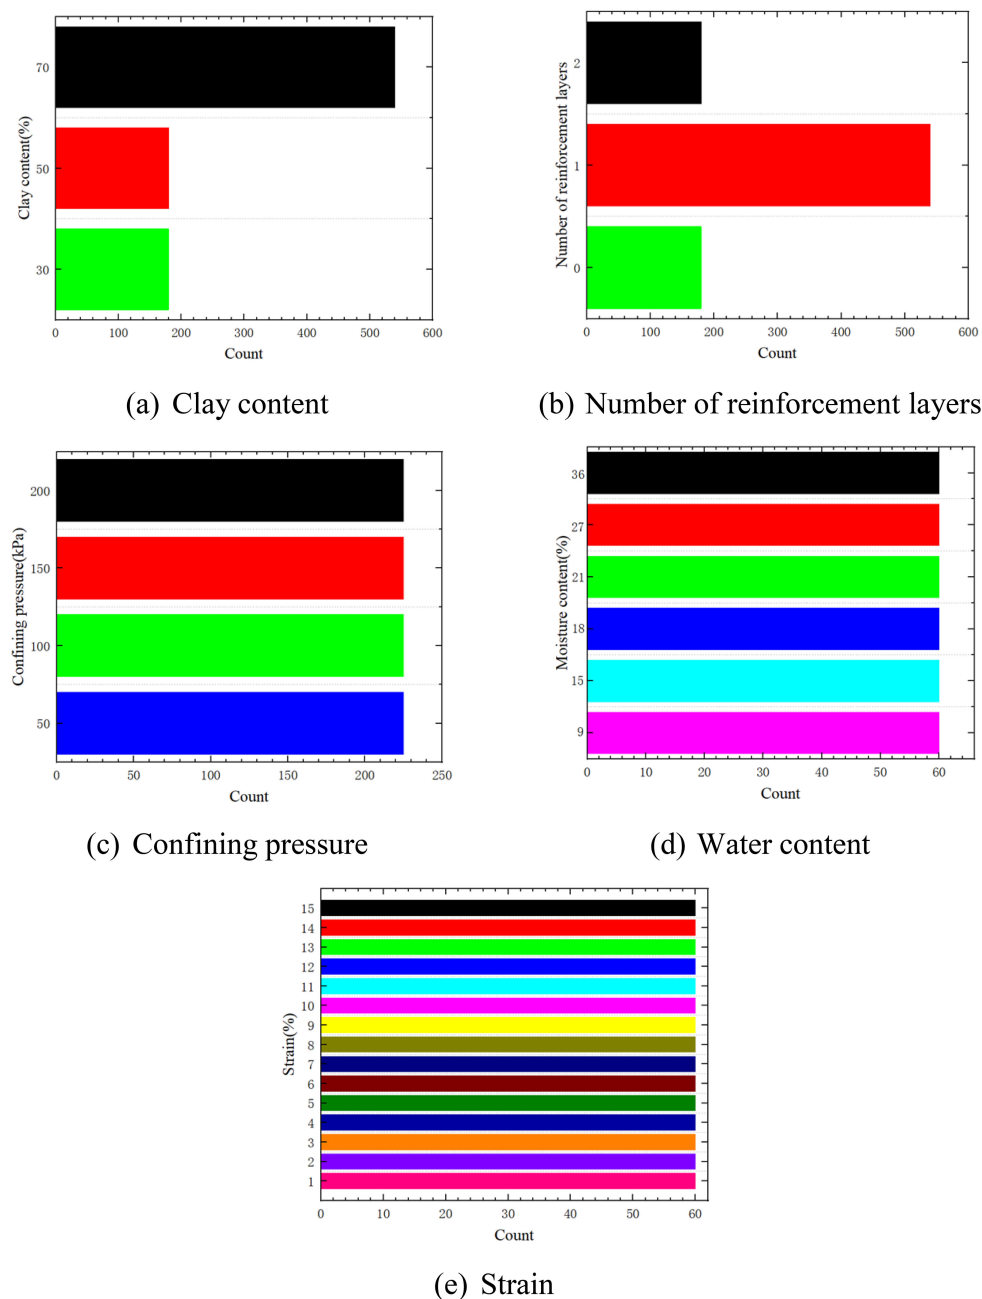 70
50
30
Clay content(%)
0 100 200 300 400 500 600
Count
(a) Clay content
2
1
0
Number of reinforcement layers
0 100 200 300 400 500 600
Count
(b) Number of reinforcement layers
200
150
100
50
Confining pressure(kPa)
0 50 100 150 200 250
Count
(c) Confining pressure
36
27
21
18
15
9
Moisture content(%)
0 10 20 30 40 50 60
Count
(d) Water content
15
14
13
12
11
10
9
8
7
6
5
4
3
2
1
Strain(%)
0 10 20 30 40 50 60
Count
(e) Strain